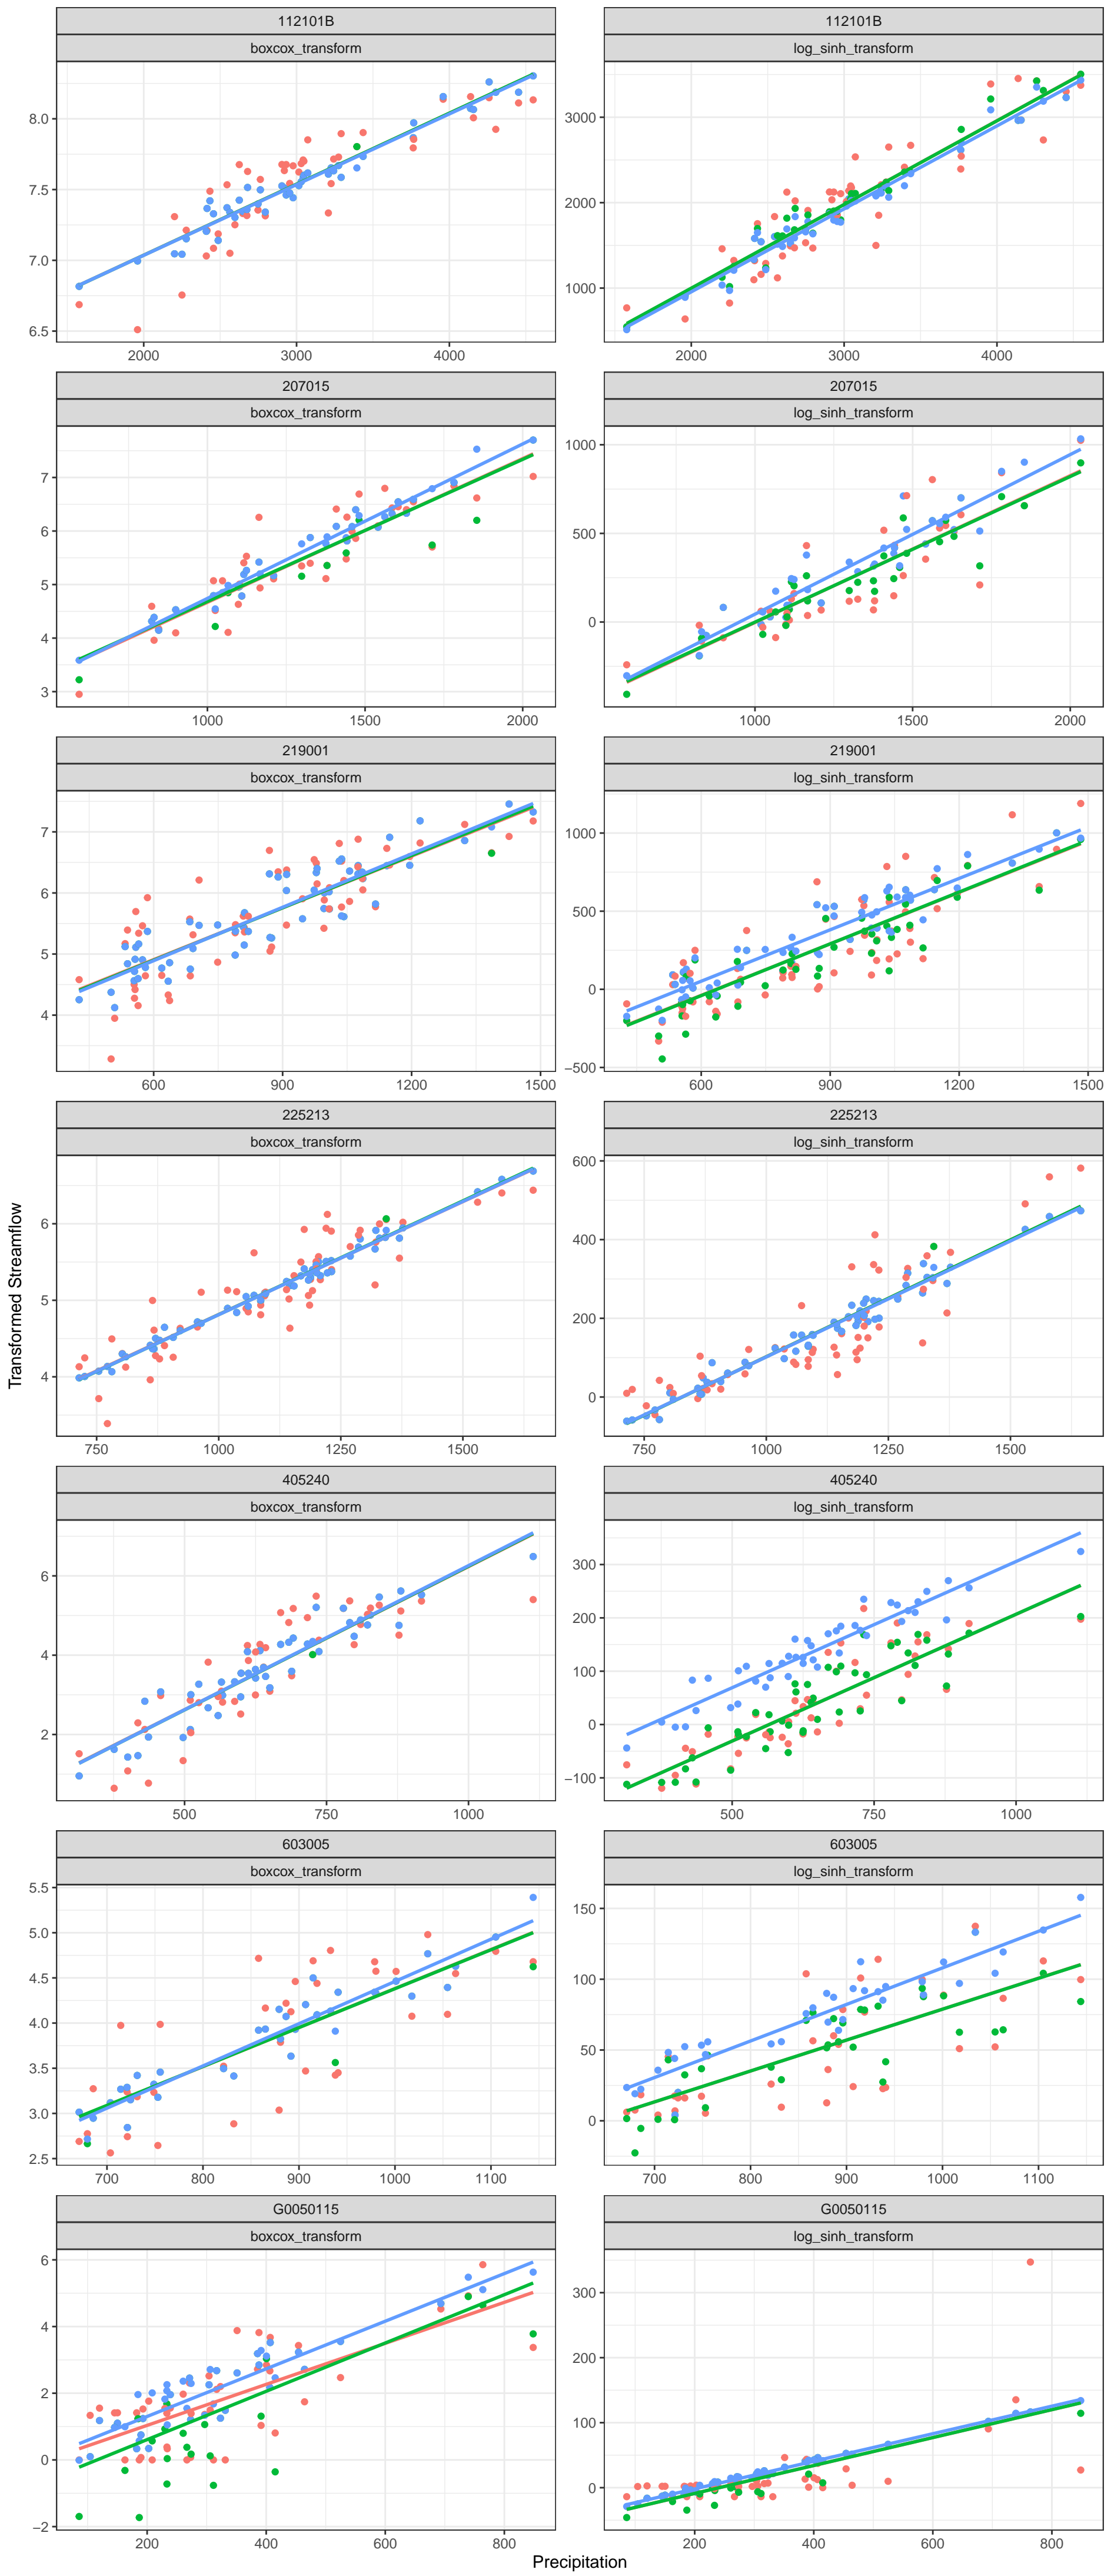 112101B 112101B
boxcox_transform log_sinh_transform
8.0 3000
7.5
2000
7.0
1000
6.5
2000 3000 4000 2000 3000 4000
207015 207015
boxcox_transform log_sinh_transform
1000
7
6 500
5
0
4
3
1000 1500 2000 1000 1500 2000
219001 219001
boxcox_transform log_sinh_transform
7 1000
6 500
5
0
4
−500
600 900 1200 1500 600 900 1200 1500
225213 225213
boxcox_transform log_sinh_transform
600
6 400
5 200
4 0
750 1000 1250 1500 750 1000 1250 1500
Transformed Streamflow
405240 405240
boxcox_transform log_sinh_transform
300
6
200
4 100
0
2
−100
500 750 1000 500 750 1000
603005 603005
boxcox_transform log_sinh_transform
5.5
150
5.0
4.5 100
4.0
50
3.5
3.0 0
2.5
700 800 900 1000 1100 700 800 900 1000 1100
G0050115 G0050115
boxcox_transform log_sinh_transform
6
300
4
200
2
100
0
0
−2
200 400 600 800 200 400 600 800
Precipitation